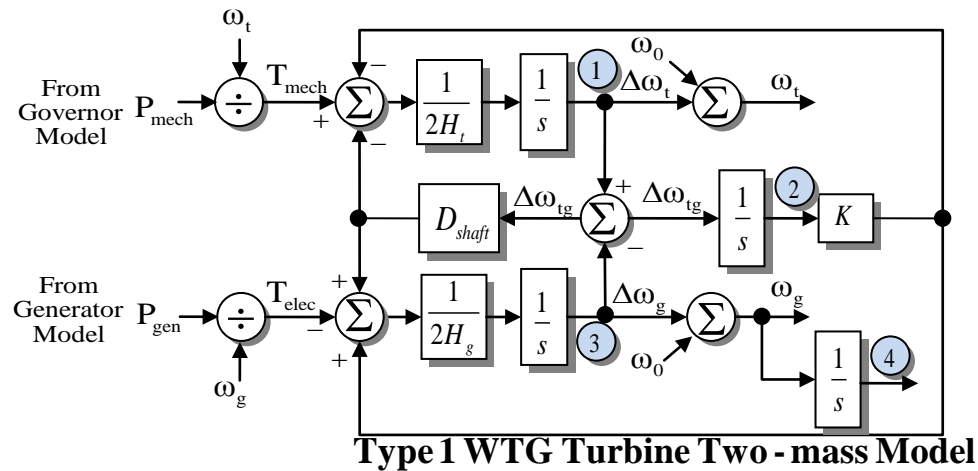 ω_t
ω_0
1
From
Governor
Model
P_mech
÷
T_mech
−
+
−
Σ
1
2H_t
1
s
Δω_t
Σ
ω_t
D_shaft
Δω_tg
Σ
+
−
Δω_tg
1
s
2
K
From
Generator
Model
P_gen
÷
T_elec
+
−
+
Σ
1
2H_g
1
s
3
Δω_g
Σ
ω_0
ω_g
1
s
4
ω_g
Type 1 WTG Turbine Two - mass Model